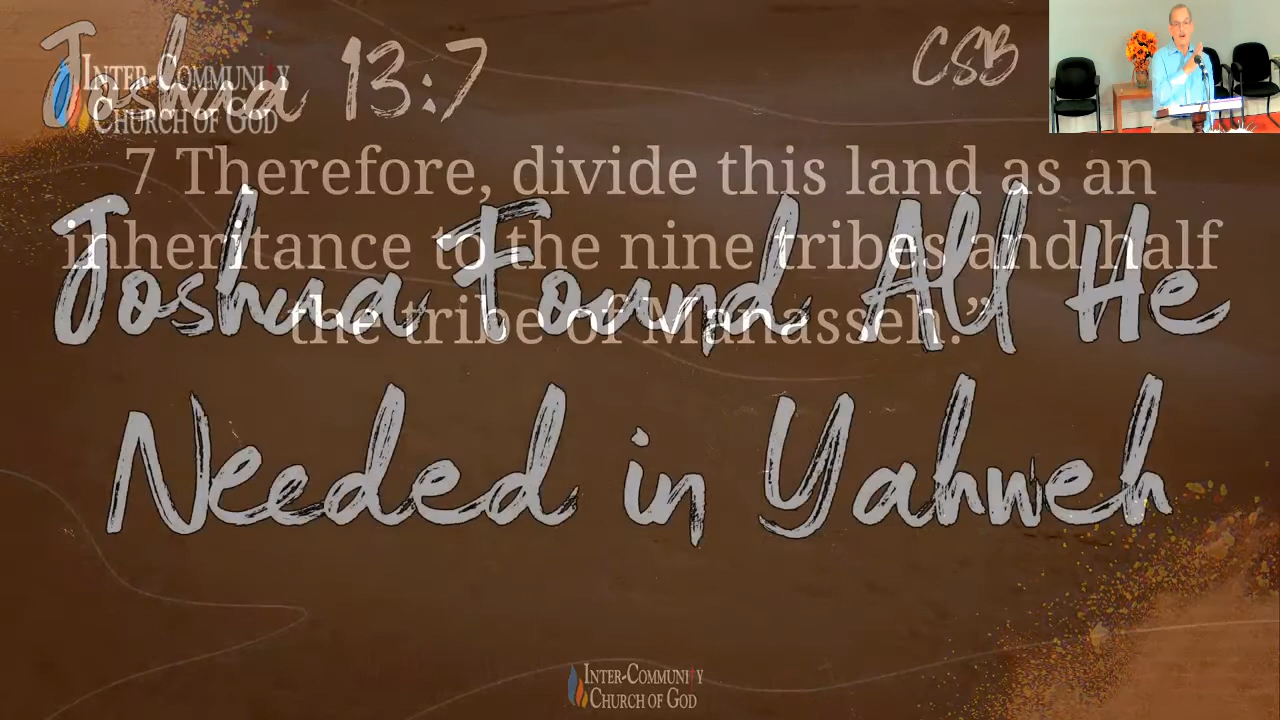 Joshua 13:7
CSB
INTER-COMMUNITY
CHURCH OF GOD
7 Therefore, divide this land as an
inheritance to the nine tribes and half
the tribe of Manasseh.”
Joshua Found All He
Needed in Yahweh
INTER-COMMUNITY
CHURCH OF GOD